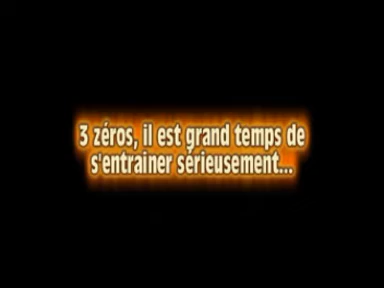 3 zéros, il est grand temps de
s'entrainer sérieusement...